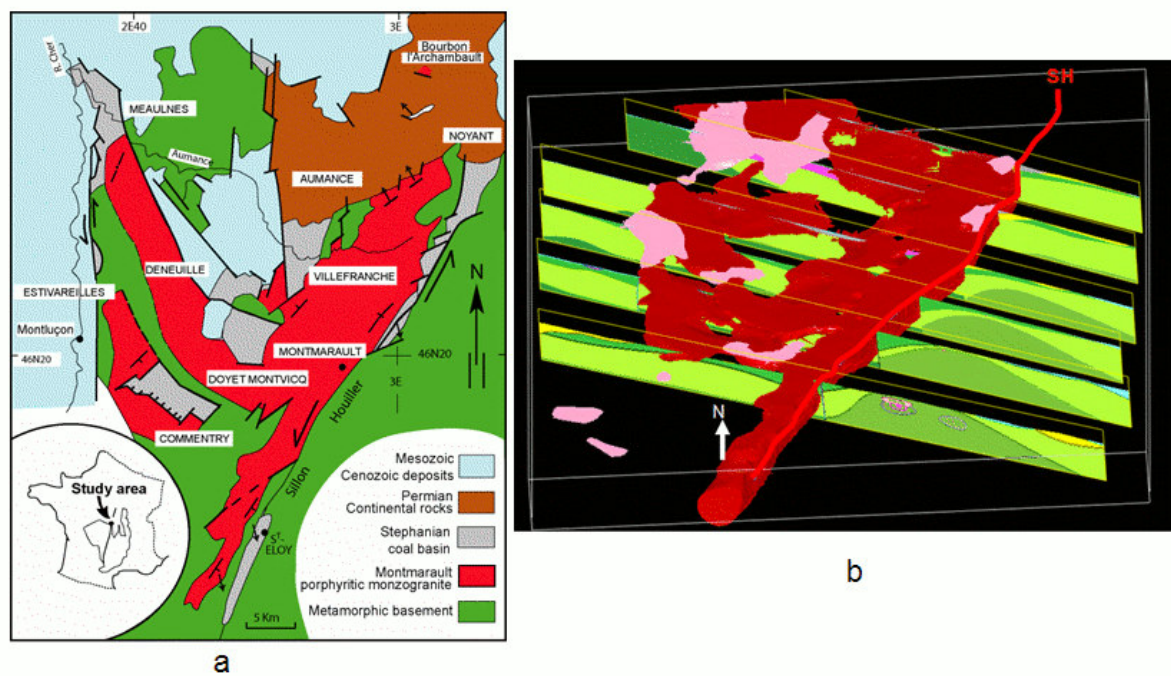 2E40
3E
R. Cher
Bourbon
l'Archambault
MEAULNES
NOYANT
Aumance
AUMANCE
DENEUILLE
VILLEFRANCHE
N
ESTIVAREILLES
Montluçon
46N20
MONTMARAULT
46N20
DOYET MONTVICQ
3E
Houiller
COMMENTRY
Sillon
Study area
Sᵀ-
ELOY
5 Km
Mesozoic
Cenozoic deposits
Permian
Continental rocks
Stephanian
coal basin
Montmarault
porphyritic monzogranite
Metamorphic basement
a
SH
N
b